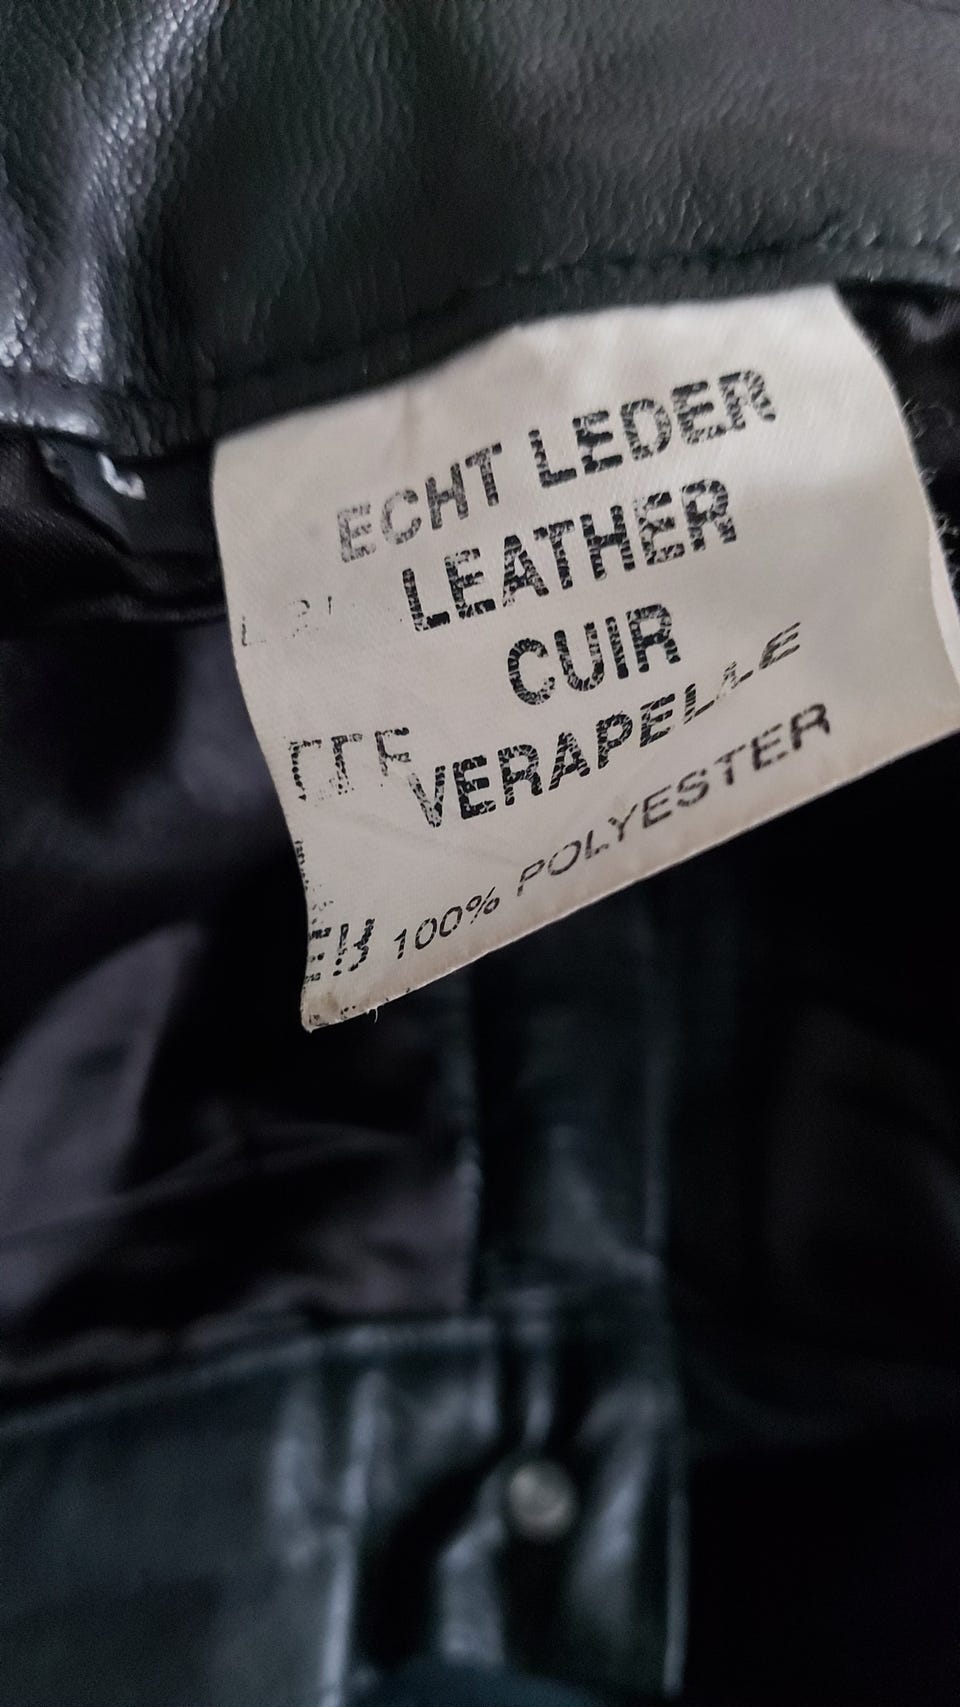 L
ECHT LEDER
LEATHER
CUIR
VERAPELLE
100% POLYESTER